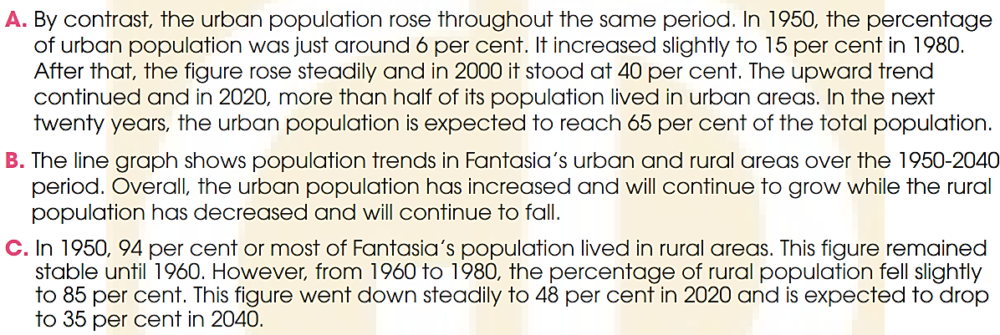 A. By contrast, the urban population rose throughout the same period. In 1950, the percentage
of urban population was just around 6 per cent. It increased slightly to 15 per cent in 1980.
After that, the figure rose steadily and in 2000 it stood at 40 per cent. The upward trend
continued and in 2020, more than half of its population lived in urban areas. In the next
twenty years, the urban population is expected to reach 65 per cent of the total population.
B. The line graph shows population trends in Fantasia's urban and rural areas over the 1950-2040
period. Overall, the urban population has increased and will continue to grow while the rural
population has decreased and will continue to fall.
C. In 1950, 94 per cent or most of Fantasia's population lived in rural areas. This figure remained
stable until 1960. However, from 1960 to 1980, the percentage of rural population fell slightly
to 85 per cent. This figure went down steadily to 48 per cent in 2020 and is expected to drop
to 35 per cent in 2040.